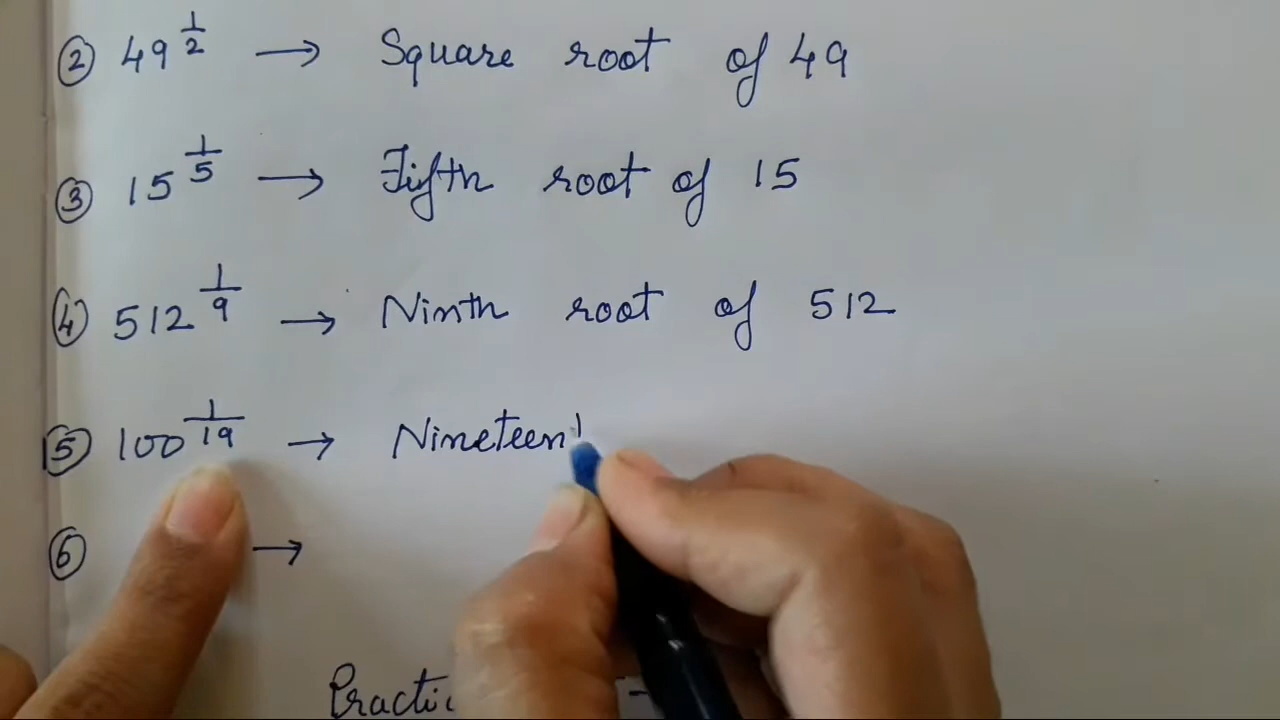 ② 49^(1/2) → Square root of 49
③ 15^(1/5) → Fifth root of 15
④ 512^(1/9) → Ninth root of 512
⑤ 100^(1/19) → Nineteen
⑥ →